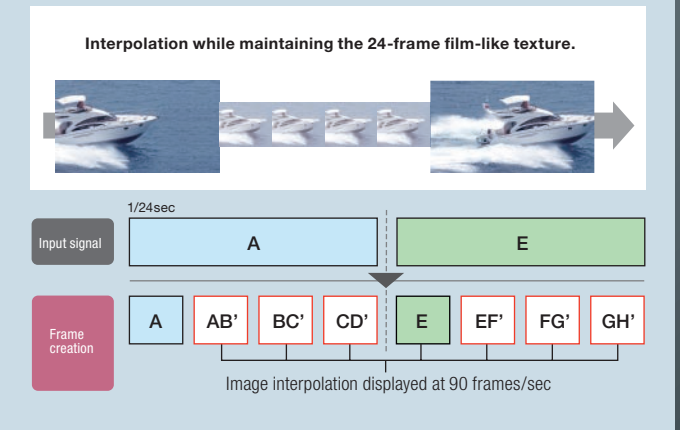 Interpolation while maintaining the 24-frame film-like texture.
1/24sec
Input signal
A
E
Frame
creation
A
AB’
BC’
CD’
E
EF’
FG’
GH’
Image interpolation displayed at 90 frames/sec